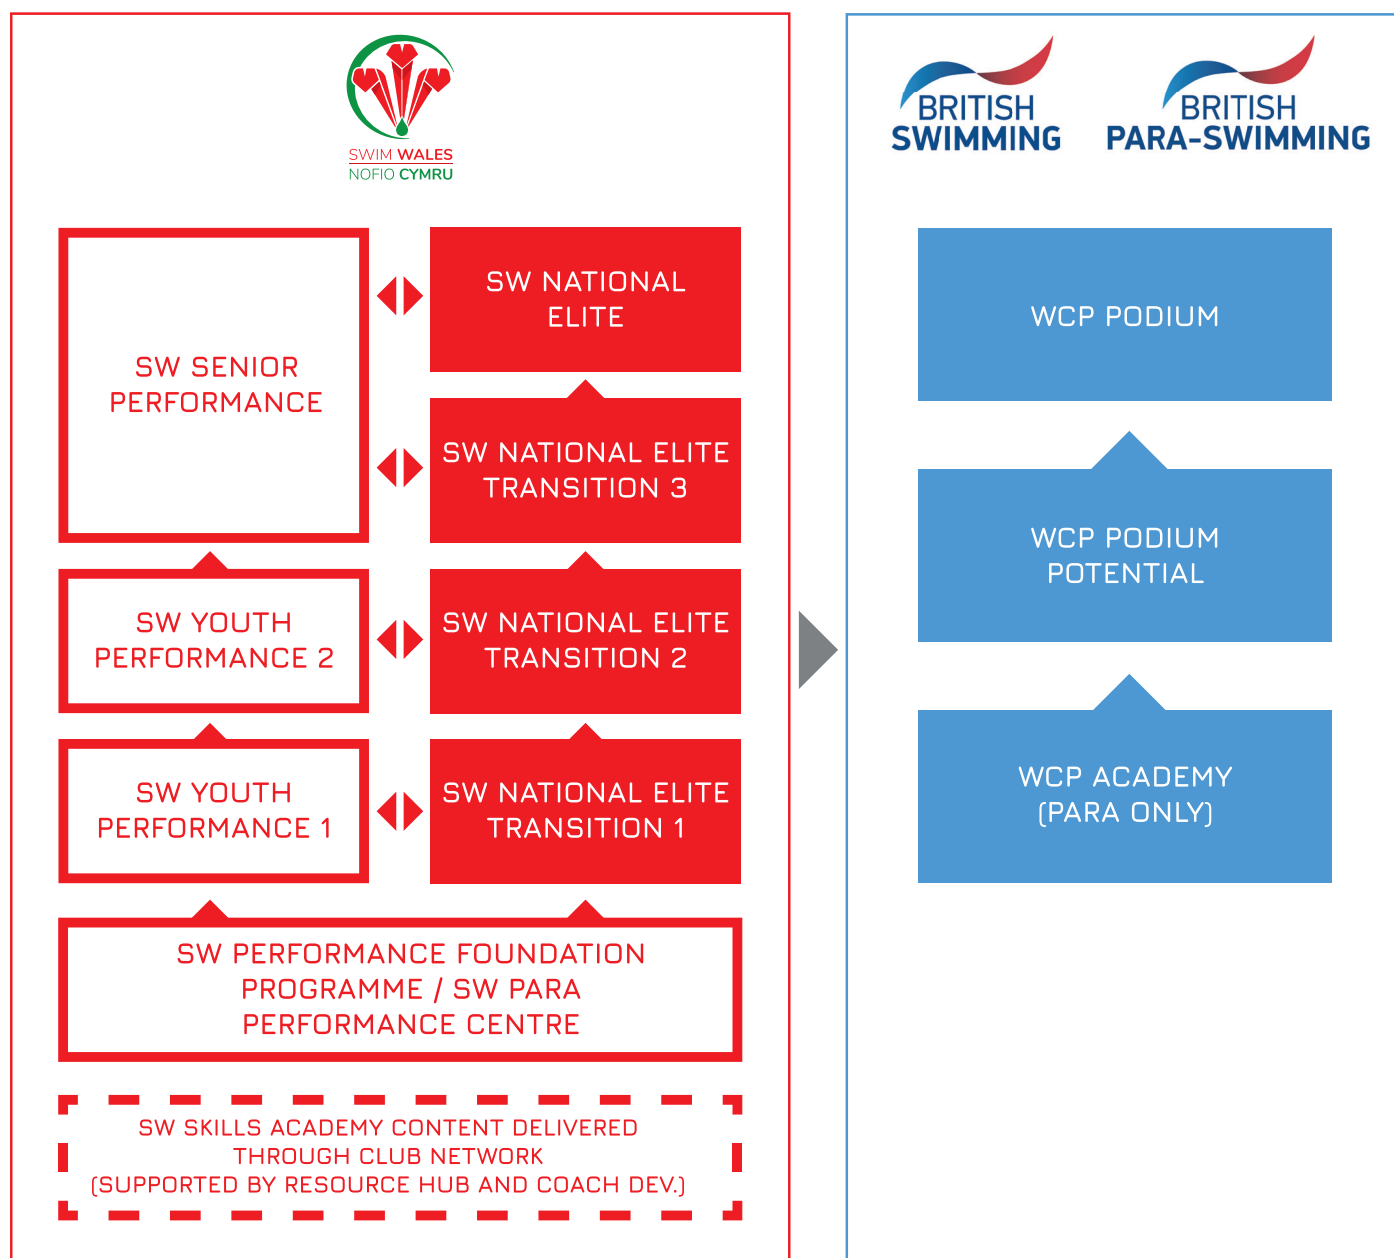 SWIM WALES
NOFIO CYMRU
SW SENIOR
PERFORMANCE
SW NATIONAL
ELITE
SW NATIONAL ELITE
TRANSITION 3
SW YOUTH
PERFORMANCE 2
SW NATIONAL ELITE
TRANSITION 2
SW YOUTH
PERFORMANCE 1
SW NATIONAL ELITE
TRANSITION 1
SW PERFORMANCE FOUNDATION
PROGRAMME / SW PARA
PERFORMANCE CENTRE
SW SKILLS ACADEMY CONTENT DELIVERED
THROUGH CLUB NETWORK
(SUPPORTED BY RESOURCE HUB AND COACH DEV.)
BRITISH
SWIMMING
BRITISH
PARA-SWIMMING
WCP PODIUM
WCP PODIUM
POTENTIAL
WCP ACADEMY
(PARA ONLY)